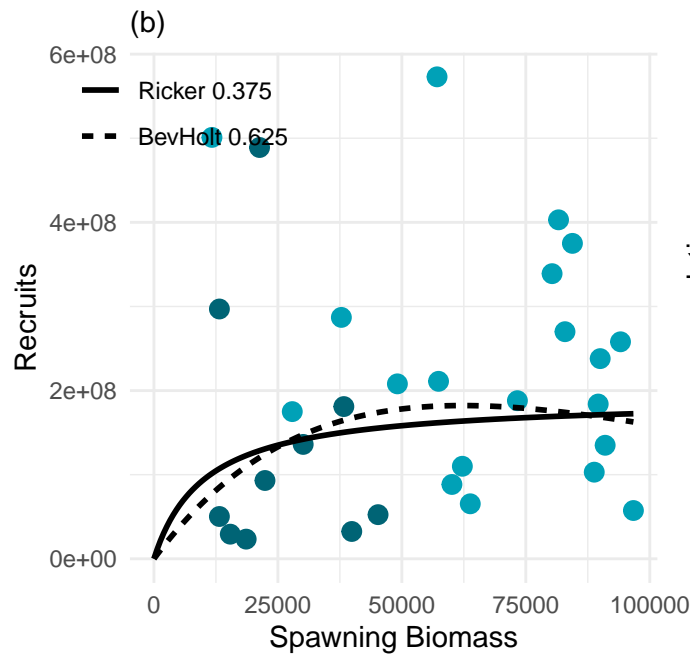 (b)
6e+08
Ricker 0.375
BevHolt 0.625
4e+08
Recruits
2e+08
0e+00
0 25000 50000 75000 100000
Spawning Biomass